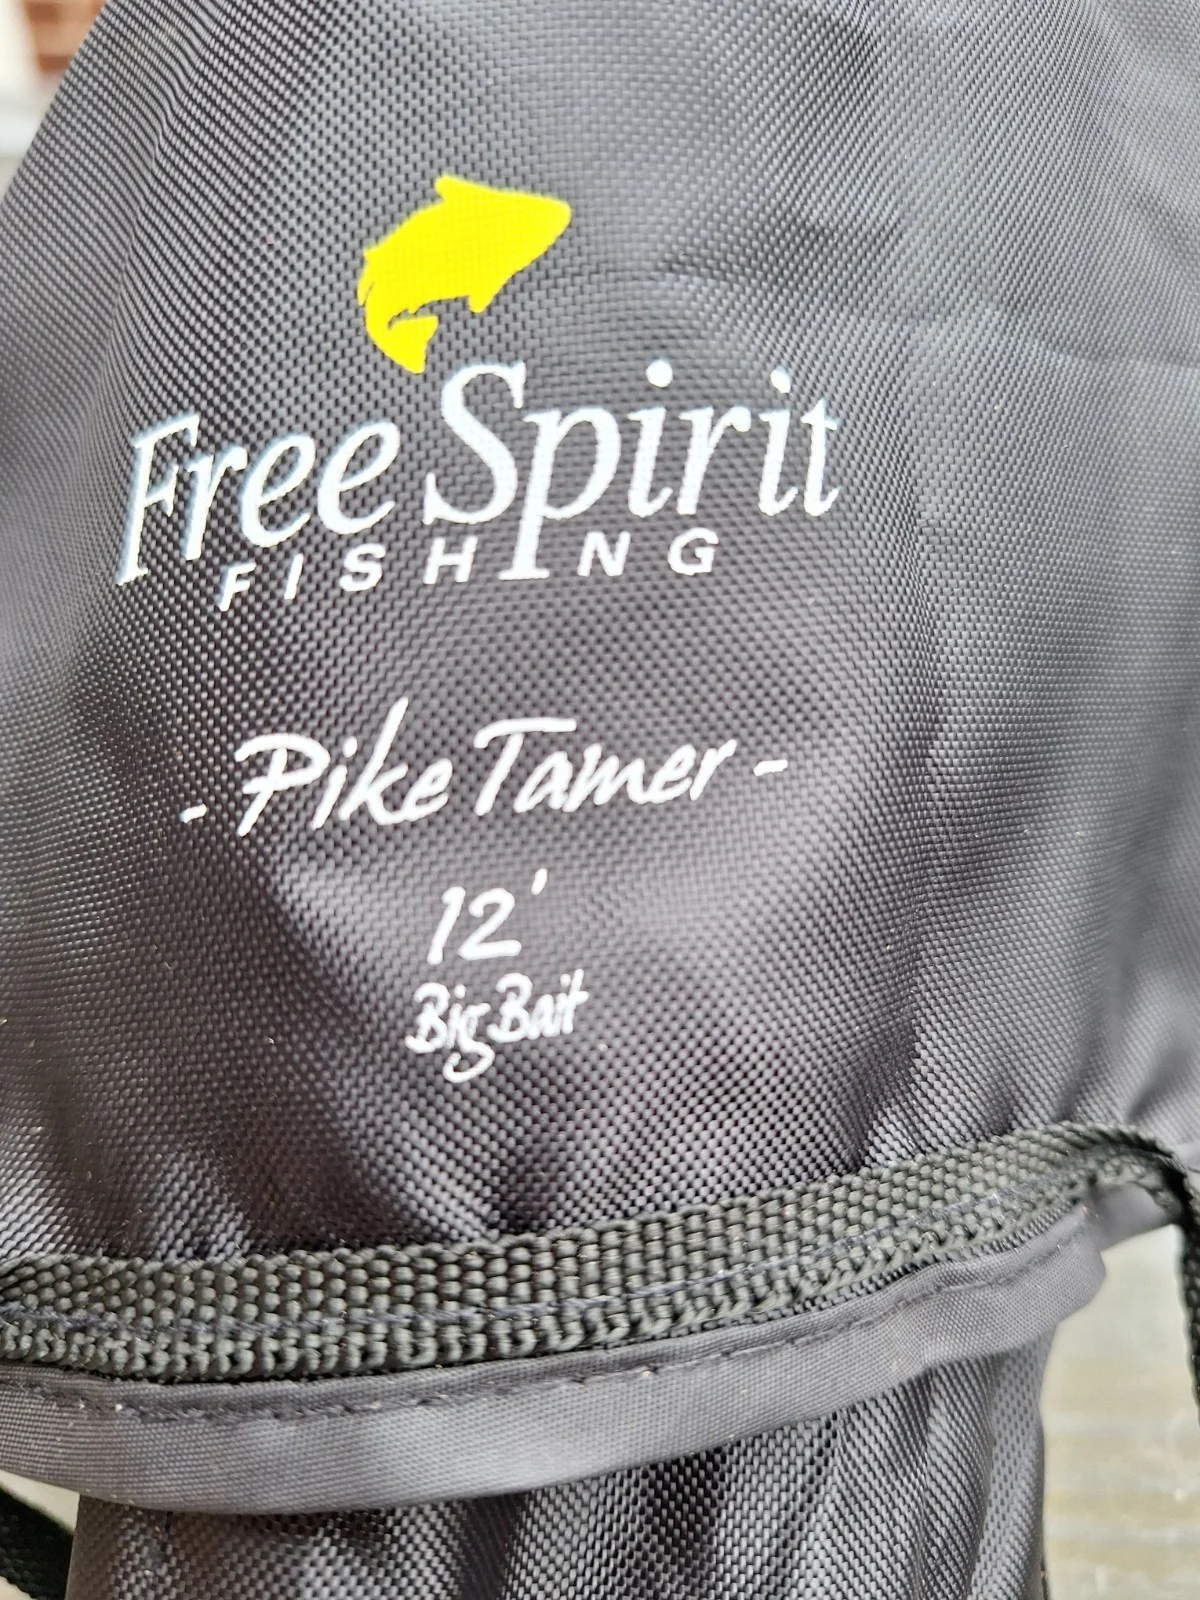 Free Spirit
FISHING
- Pike Tamer -
12'
Big Bait